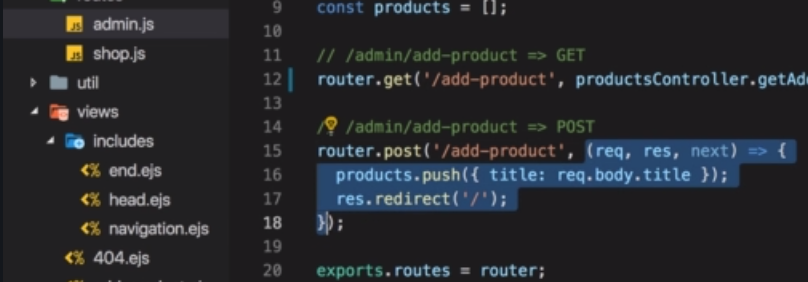 admin.js
shop.js
util
views
includes
end.ejs
head.ejs
navigation.ejs
404.ejs
9 const products = [];
10
11 // /admin/add-product => GET
12 router.get('/add-product', productsController.getAdd
13
14 /admin/add-product => POST
15 router.post('/add-product', (req, res, next) => {
16 products.push({ title: req.body.title });
17 res.redirect('/');
18 });
19
20 exports.routes = router;